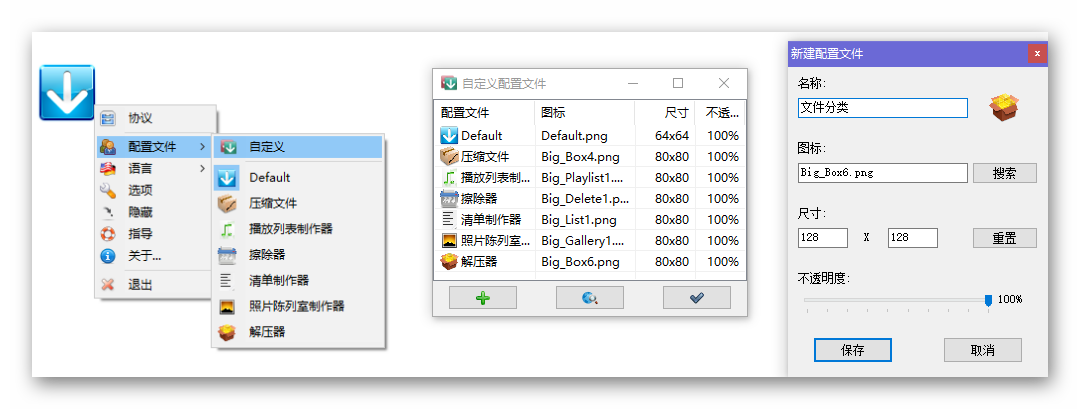 协议
配置文件
语言
选项
隐藏
指导
关于...
退出
自定义
Default
压缩文件
播放列表制作器
擦除器
清单制作器
照片陈列室制作器
解压器
自定义配置文件
配置文件 图标 尺寸 不透...
Default Default.png 64x64 100%
压缩文件 Big_Box4.png 80x80 100%
播放列表制... Big_Playlist1.... 80x80 100%
擦除器 Big_Delete1.p... 80x80 100%
清单制作器 Big_List1.png 80x80 100%
照片陈列室... Big_Gallery1.... 80x80 100%
解压器 Big_Box6.png 80x80 100%
新建配置文件
名称:
文件分类
图标:
Big_Box6.png 搜索
尺寸:
128 X 128 重置
不透明度:
100%
保存 取消